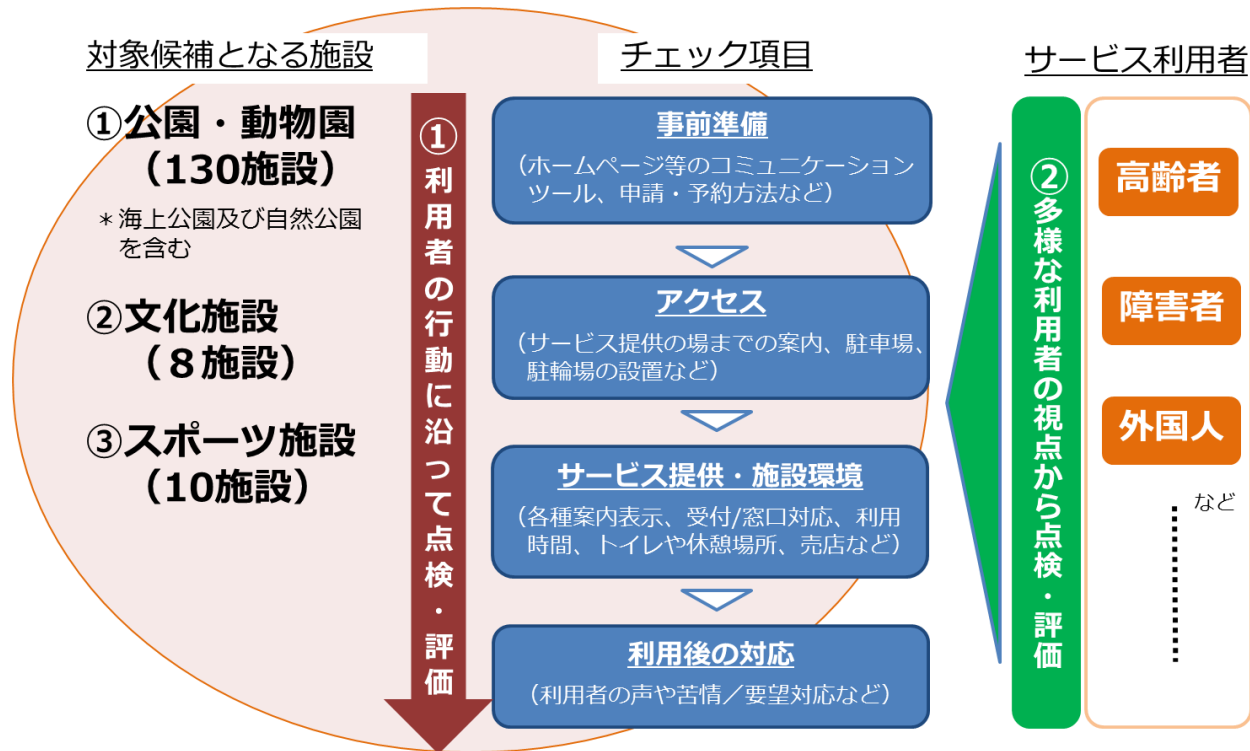 対象候補となる施設
①公園・動物園
（130施設）
＊海上公園及び自然公園
を含む
②文化施設
（８施設）
③スポーツ施設
（10施設）
①利用者の行動に沿って点検・評価
チェック項目
事前準備
（ホームページ等のコミュニケーション
ツール、申請・予約方法など）
アクセス
（サービス提供の場までの案内、駐車場、
駐輪場の設置など）
サービス提供・施設環境
（各種案内表示、受付/窓口対応、利用
時間、トイレや休憩場所、売店など）
利用後の対応
（利用者の声や苦情／要望対応など）
②多様な利用者の視点から点検・評価
サービス利用者
高齢者
障害者
外国人
など